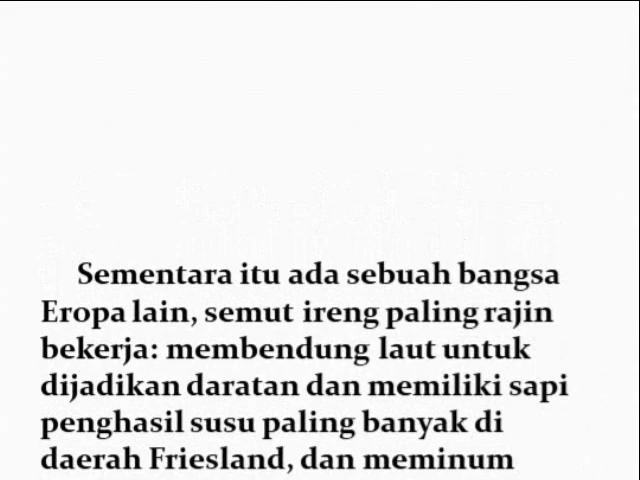 Sementara itu ada sebuah bangsa
Eropa lain, semut ireng paling rajin
bekerja: membendung laut untuk
dijadikan daratan dan memiliki sapi
penghasil susu paling banyak di
daerah Friesland, dan meminum